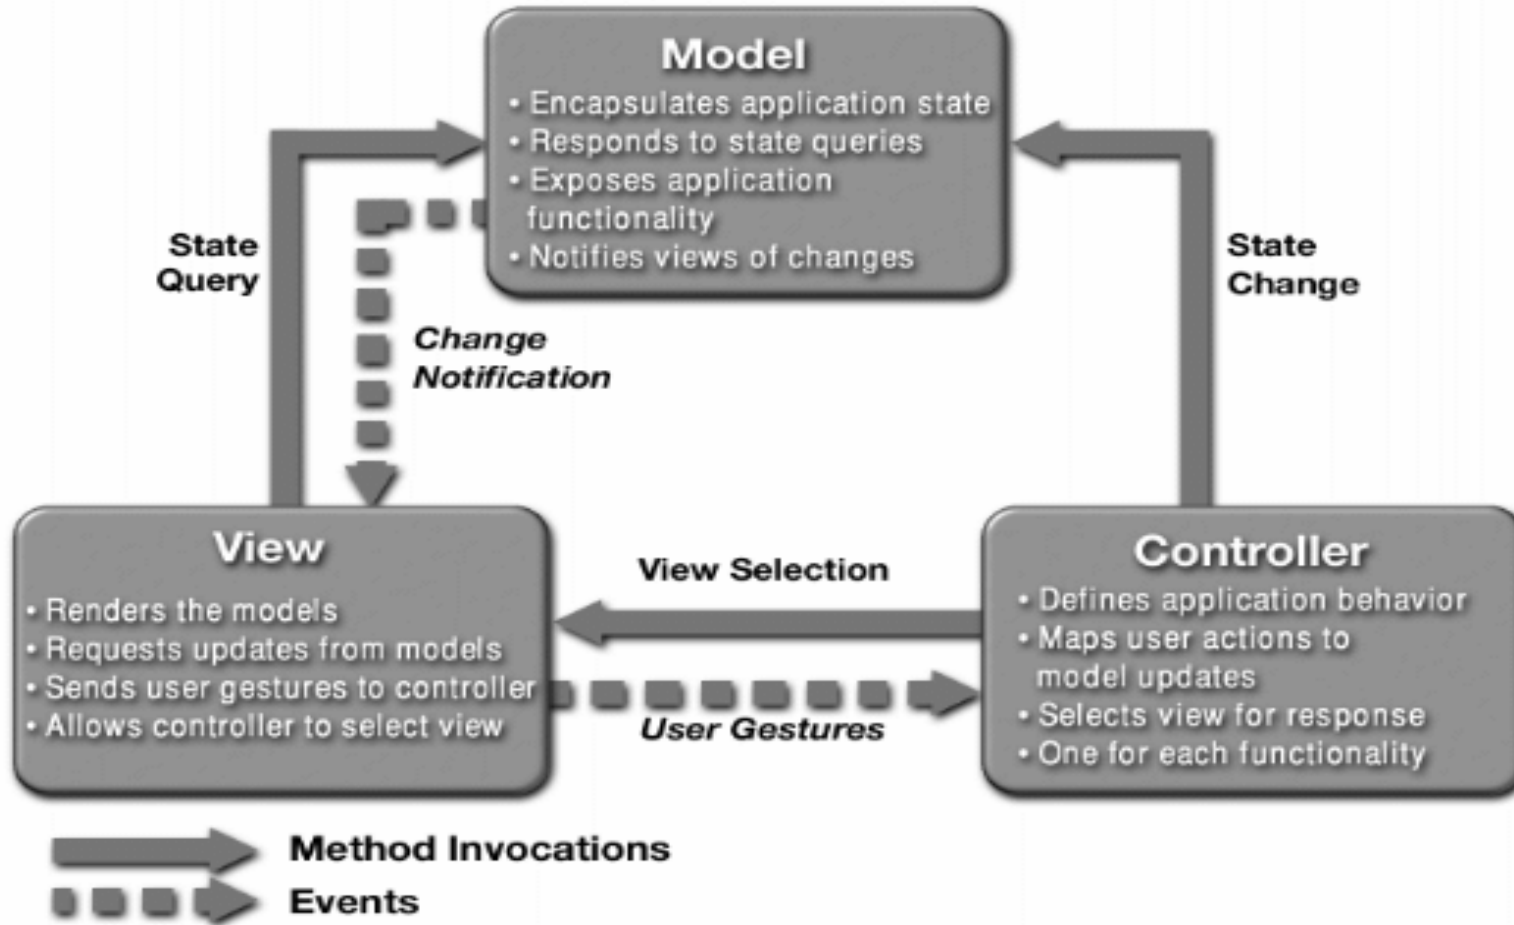 Model
• Encapsulates application state
• Responds to state queries
• Exposes application
functionality
• Notifies views of changes
State
Query
Change
Notification
State
Change
View
• Renders the models
• Requests updates from models
• Sends user gestures to controller
• Allows controller to select view
View Selection
User Gestures
Controller
• Defines application behavior
• Maps user actions to
model updates
• Selects view for response
• One for each functionality
Method Invocations
Events